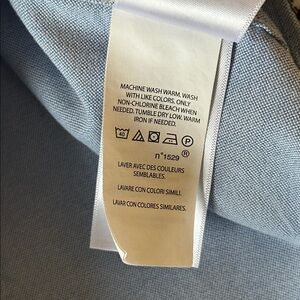 MACHINE WASH WARM, WASH
WITH LIKE COLORS. ONLY
NON-CHLORINE BLEACH WHEN
NEEDED. TUMBLE DRY LOW. WARM
IRON IF NEEDED.
40 P
n°1529 ®
LAVER AVEC DES COULEURS
SEMBLABLES.
LAVARE CON COLORI SIMILI.
LAVAR CON COLORES SIMILARES.